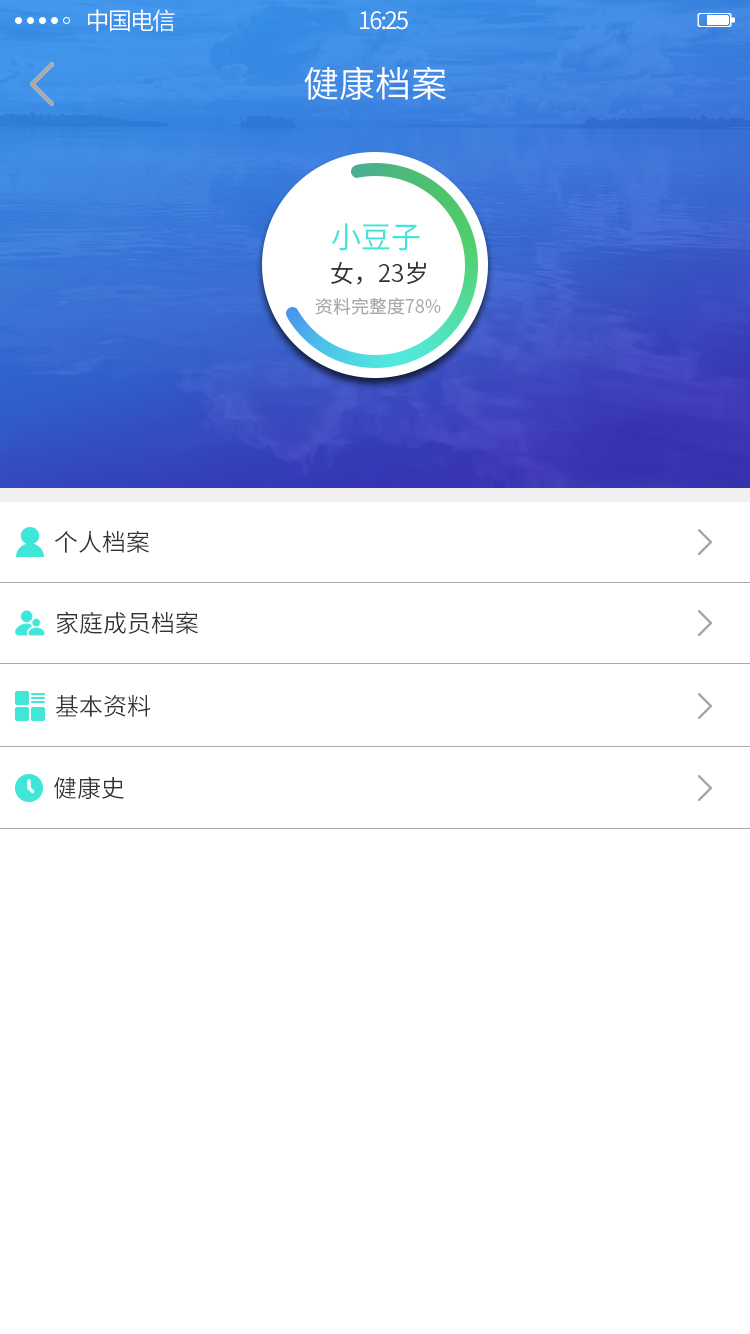 中国电信
16:25
健康档案
小豆子
女，23岁
资料完整度78%
个人档案
家庭成员档案
基本资料
健康史